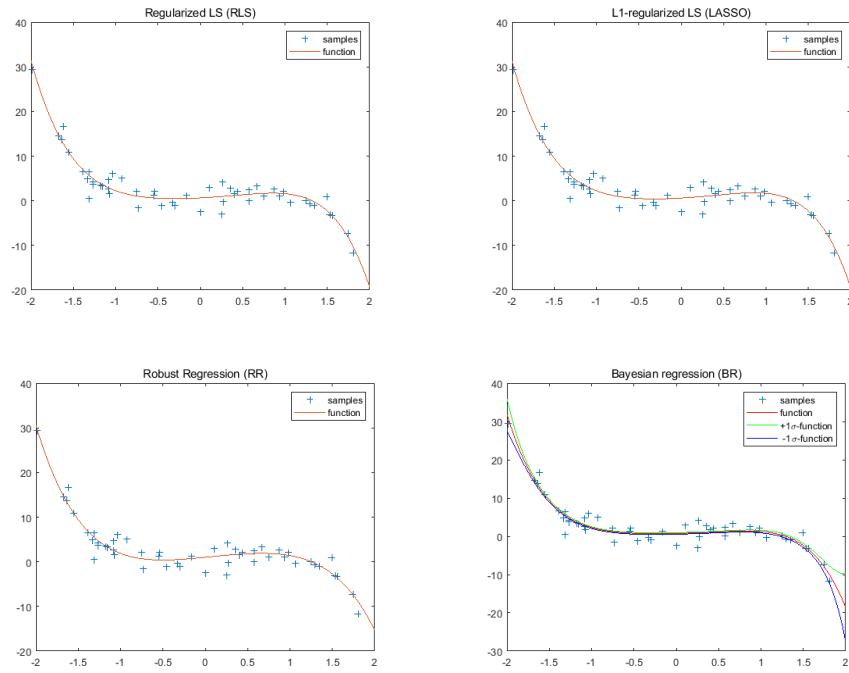 Regularized LS (RLS)
40
30
20
10
0
-10
-20
-2 -1.5 -1 -0.5 0 0.5 1 1.5 2
samples
function
L1-regularized LS (LASSO)
40
30
20
10
0
-10
-20
-2 -1.5 -1 -0.5 0 0.5 1 1.5 2
samples
function
Robust Regression (RR)
40
30
20
10
0
-10
-20
-2 -1.5 -1 -0.5 0 0.5 1 1.5 2
samples
function
Bayesian regression (BR)
40
30
20
10
0
-10
-20
-30
-2 -1.5 -1 -0.5 0 0.5 1 1.5 2
samples
function
+1σ-function
-1σ-function